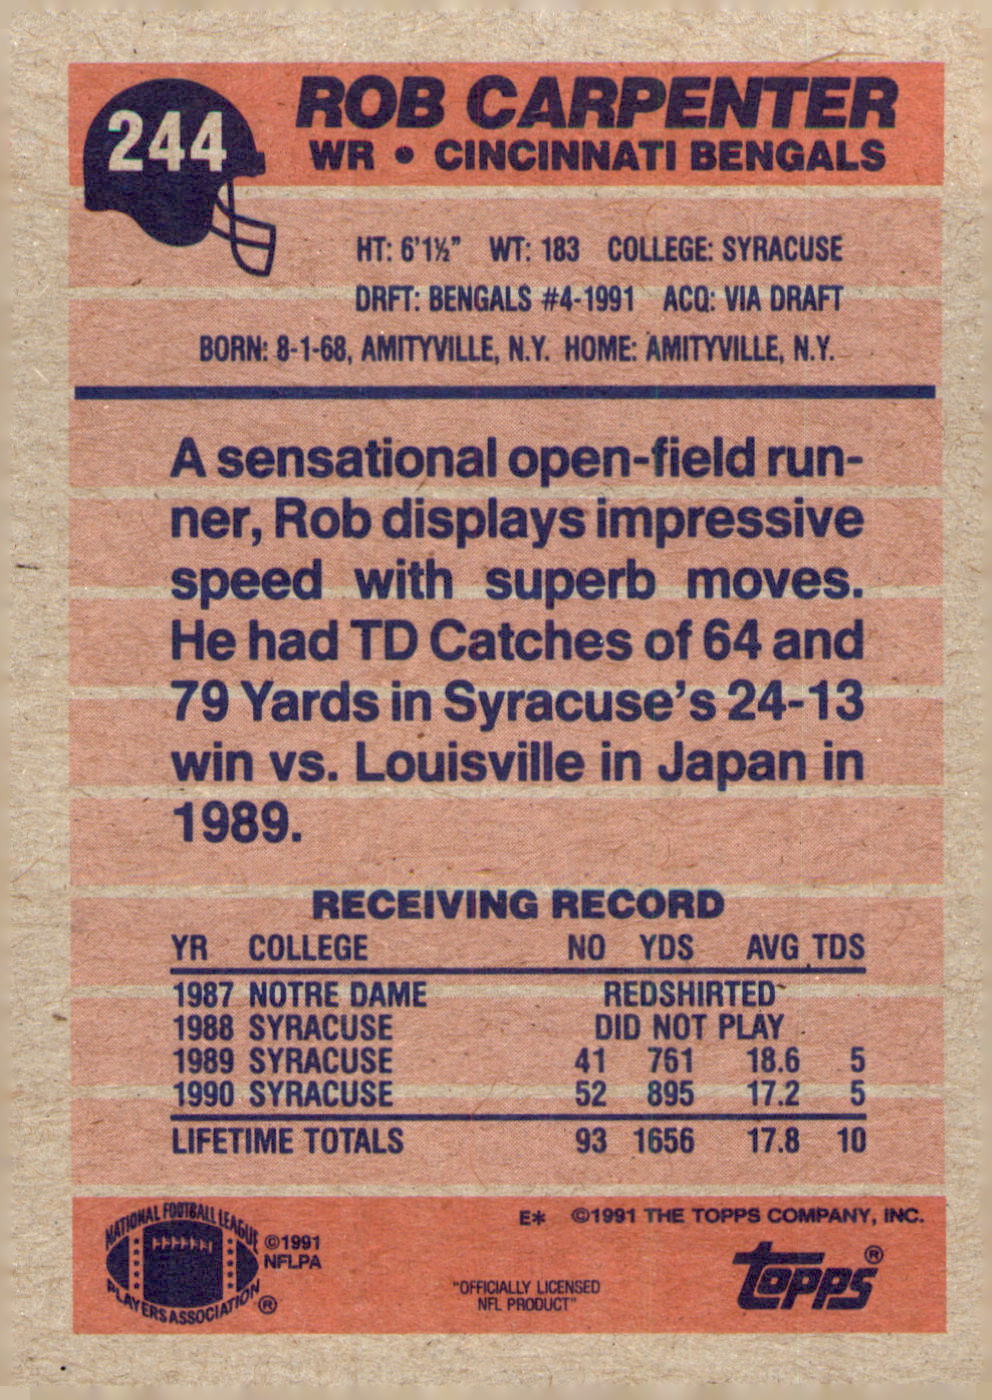 244
ROB CARPENTER
WR • CINCINNATI BENGALS
HT: 6'1½" WT: 183 COLLEGE: SYRACUSE
DRFT: BENGALS #4-1991 ACQ: VIA DRAFT
BORN: 8-1-68, AMITYVILLE, N.Y. HOME: AMITYVILLE, N.Y.
A sensational open-field run-
ner, Rob displays impressive
speed with superb moves.
He had TD Catches of 64 and
79 Yards in Syracuse's 24-13
win vs. Louisville in Japan in
1989.
RECEIVING RECORD
YR COLLEGE NO YDS AVG TDS
1987 NOTRE DAME REDSHIRTED
1988 SYRACUSE DID NOT PLAY
1989 SYRACUSE 41 761 18.6 5
1990 SYRACUSE 52 895 17.2 5
LIFETIME TOTALS 93 1656 17.8 10
E* ©1991 THE TOPPS COMPANY, INC.
NATIONAL FOOTBALL LEAGUE
PLAYERS ASSOCIATION ®
©1991
NFLPA
"OFFICIALLY LICENSED
NFL PRODUCT"
Topps®